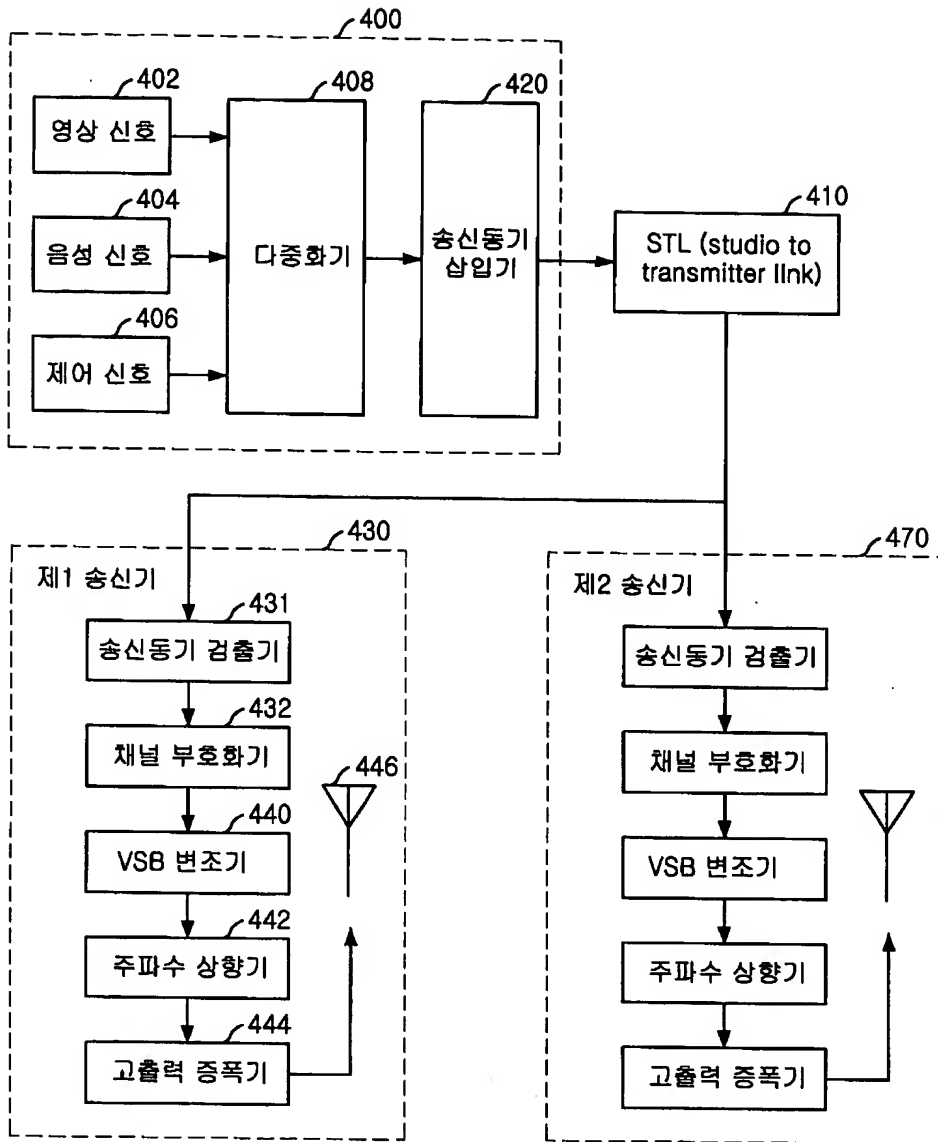 400
402
영상 신호
404
음성 신호
406
제어 신호
408
다중화기
420
송신동기
삽입기
410
STL (studio to
transmitter link)
430
제1 송신기
431
송신동기 검출기
432
채널 부호화기
440
VSB 변조기
442
주파수 상향기
444
고출력 증폭기
446
470
제2 송신기
송신동기 검출기
채널 부호화기
VSB 변조기
주파수 상향기
고출력 증폭기